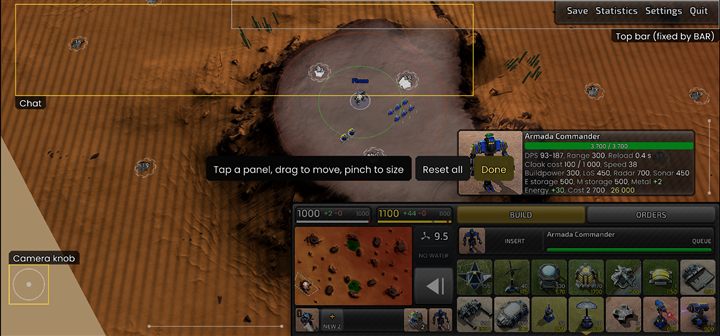 Save Statistics Settings Quit
Top bar (fixed by BAR)
Chat
Phono
Armada Commander
3 700 / 3 700
DPS 93-187, Range 300, Reload 0.4 s
Cloak cost 100 / 1 000, Speed 38
Buildpower 300, LoS 450, Radar 700, Sonar 450
E storage 500, M storage 500, Metal +2
Energy +30, Cost 2 700, 26 000
Tap a panel, drag to move, pinch to size
Reset all
Done
1000 +2 -0 1000
1100 +44 -0
BUILD
ORDERS
9.5
NO WATER
INSERT
Armada Commander
QUEUE
Camera knob
NEW 2
2